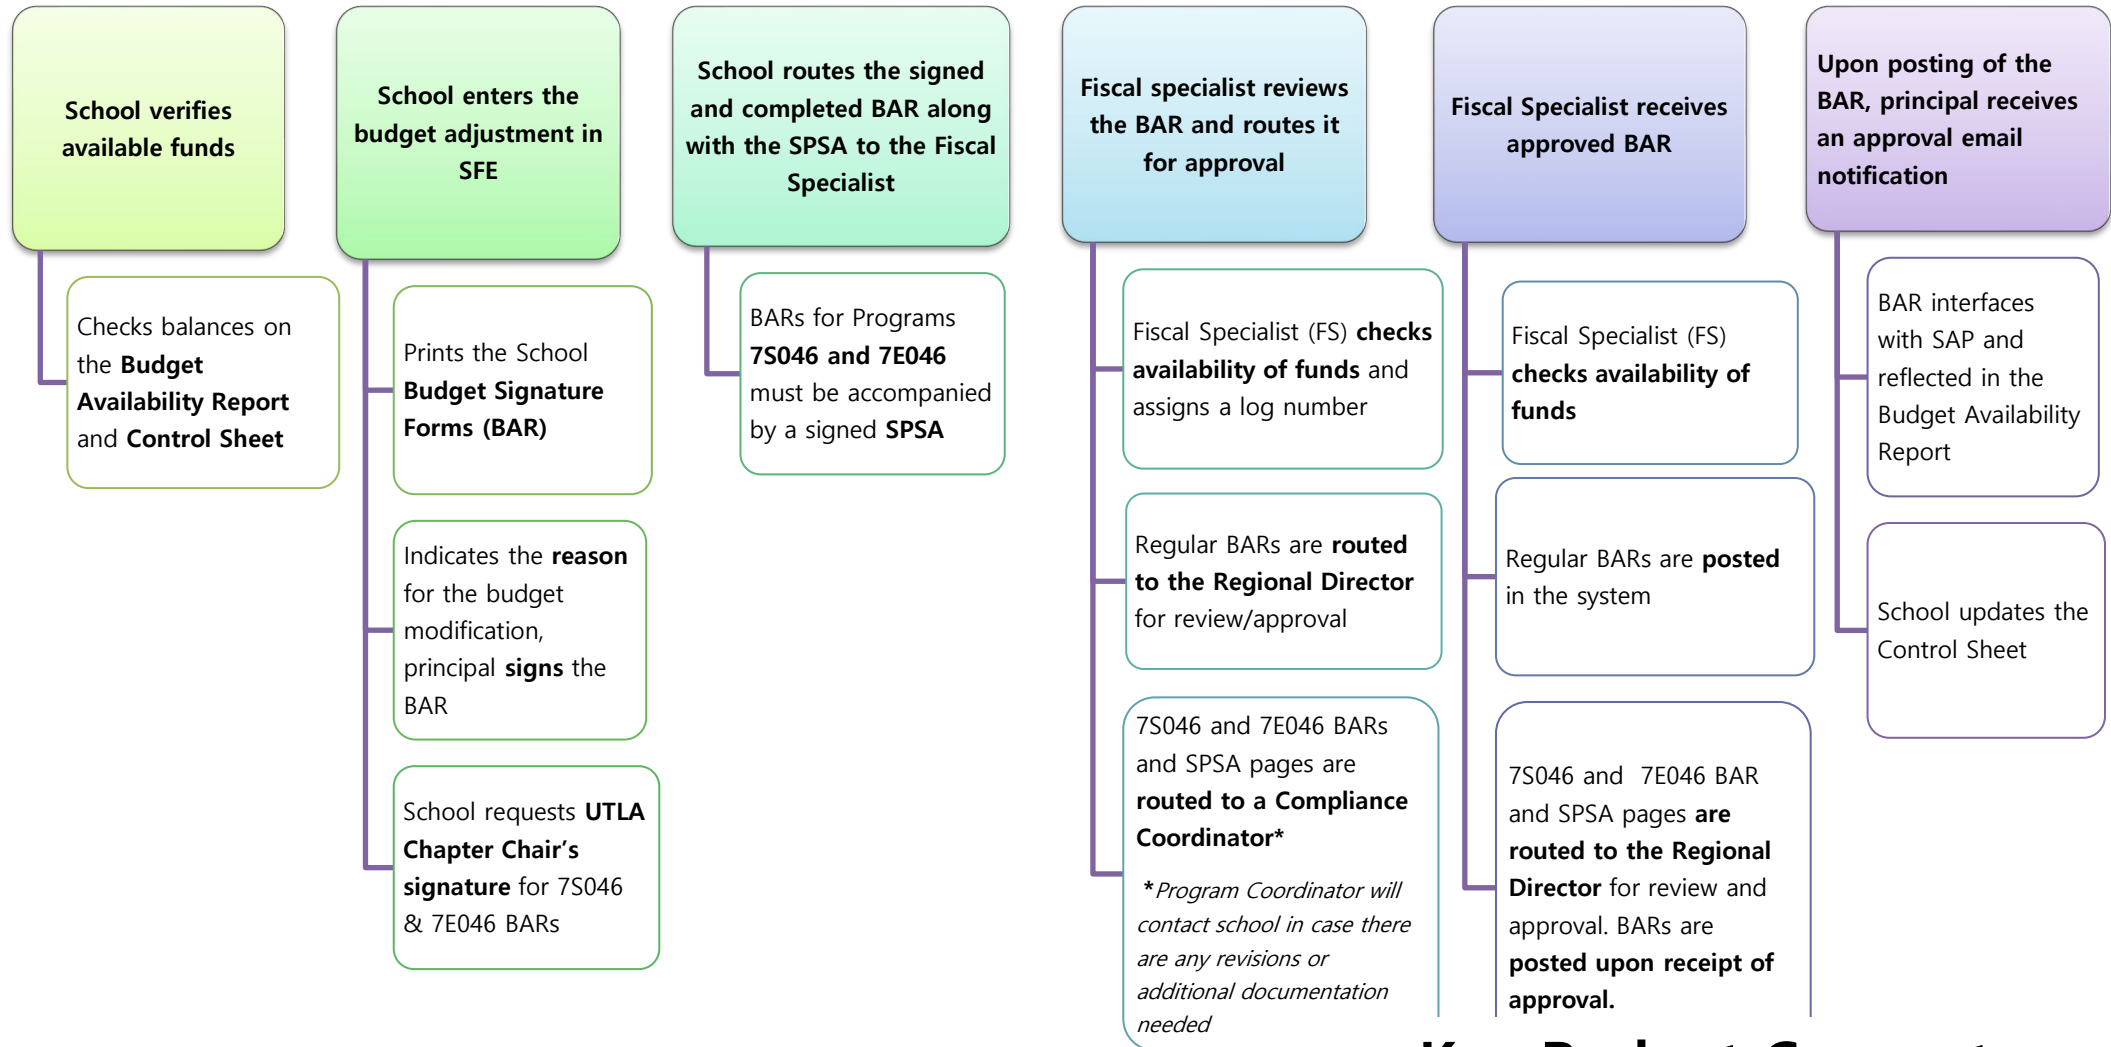 School verifies
available funds
Checks balances on
the Budget
Availability Report
and Control Sheet
School enters the
budget adjustment in
SFE
Prints the School
Budget Signature
Forms (BAR)
Indicates the reason
for the budget
modification,
principal signs the
BAR
School requests UTLA
Chapter Chair's
signature for 7S046
& 7E046 BARs
School routes the signed
and completed BAR along
with the SPSA to the Fiscal
Specialist
BARs for Programs
7S046 and 7E046
must be accompanied
by a signed SPSA
Fiscal specialist reviews
the BAR and routes it
for approval
Fiscal Specialist (FS) checks
availability of funds and
assigns a log number
Regular BARs are routed
to the Regional Director
for review/approval
7S046 and 7E046 BARs
and SPSA pages are
routed to a Compliance
Coordinator*
*Program Coordinator will
contact school in case there
are any revisions or
additional documentation
needed
Fiscal Specialist receives
approved BAR
Fiscal Specialist (FS)
checks availability of
funds
Regular BARs are posted
in the system
7S046 and 7E046 BAR
and SPSA pages are
routed to the Regional
Director for review and
approval. BARs are
posted upon receipt of
approval.
Upon posting of the
BAR, principal receives
an approval email
notification
BAR interfaces
with SAP and
reflected in the
Budget Availability
Report
School updates the
Control Sheet